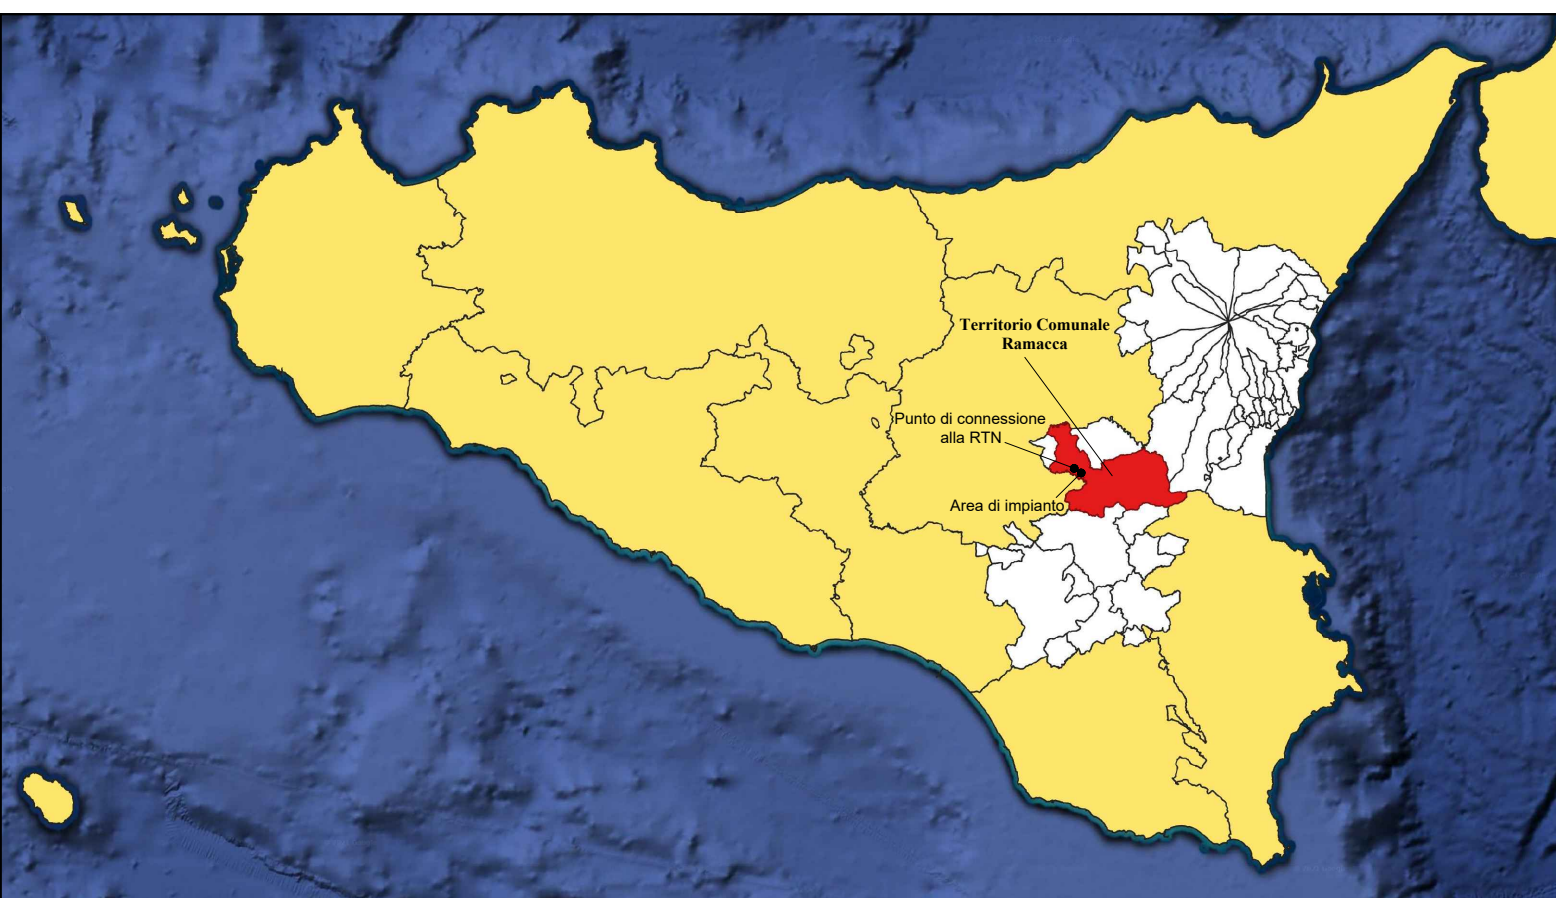 Territorio Comunale
Ramacca
Punto di connessione
alla RTN
Area di impianto